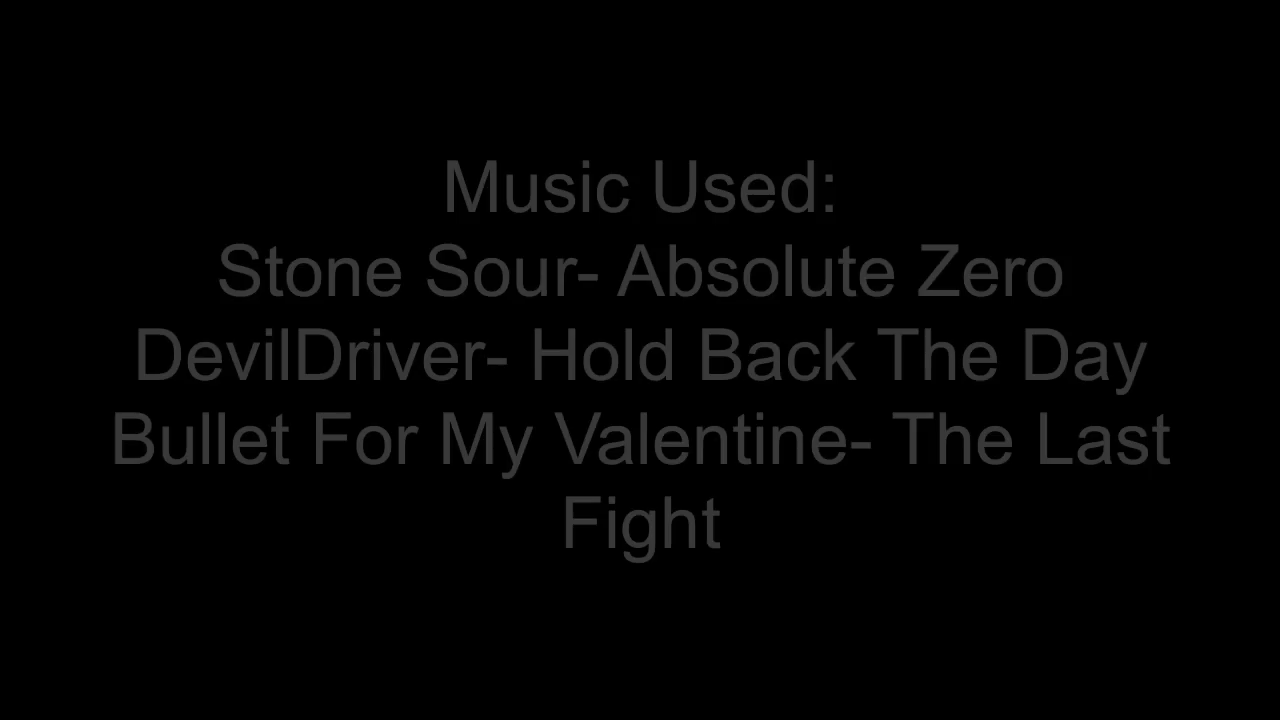 Music Used:
Stone Sour- Absolute Zero
DevilDriver- Hold Back The Day
Bullet For My Valentine- The Last
Fight